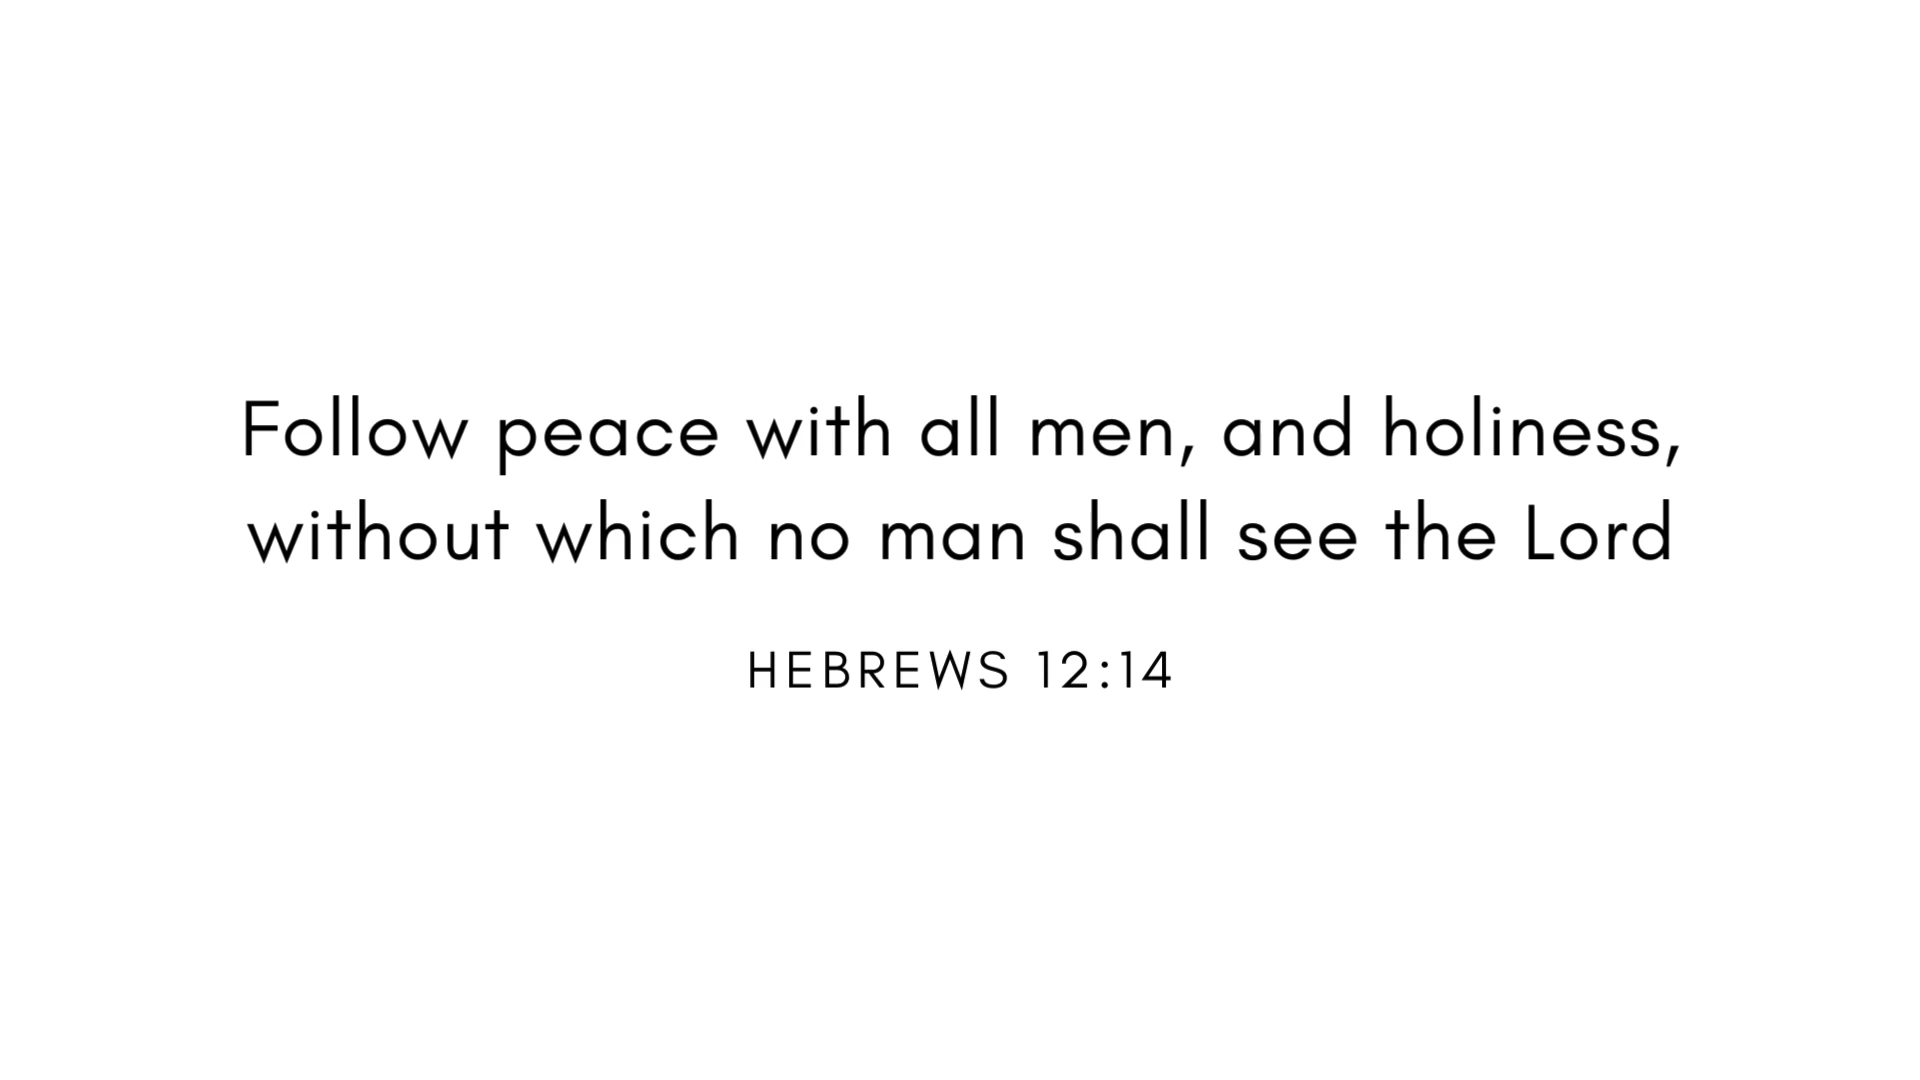 Follow peace with all men, and holiness,
without which no man shall see the Lord
HEBREWS 12:14